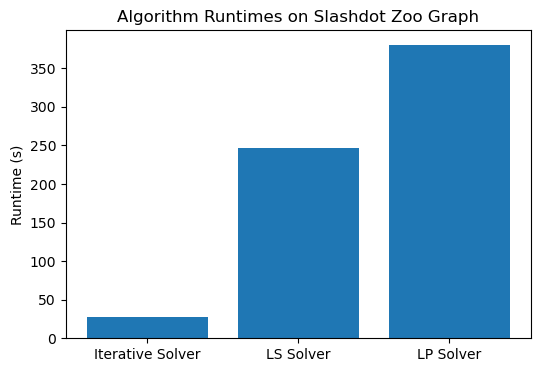 Algorithm Runtimes on Slashdot Zoo Graph
Runtime (s)
350
300
250
200
150
100
50
0
Iterative Solver
LS Solver
LP Solver